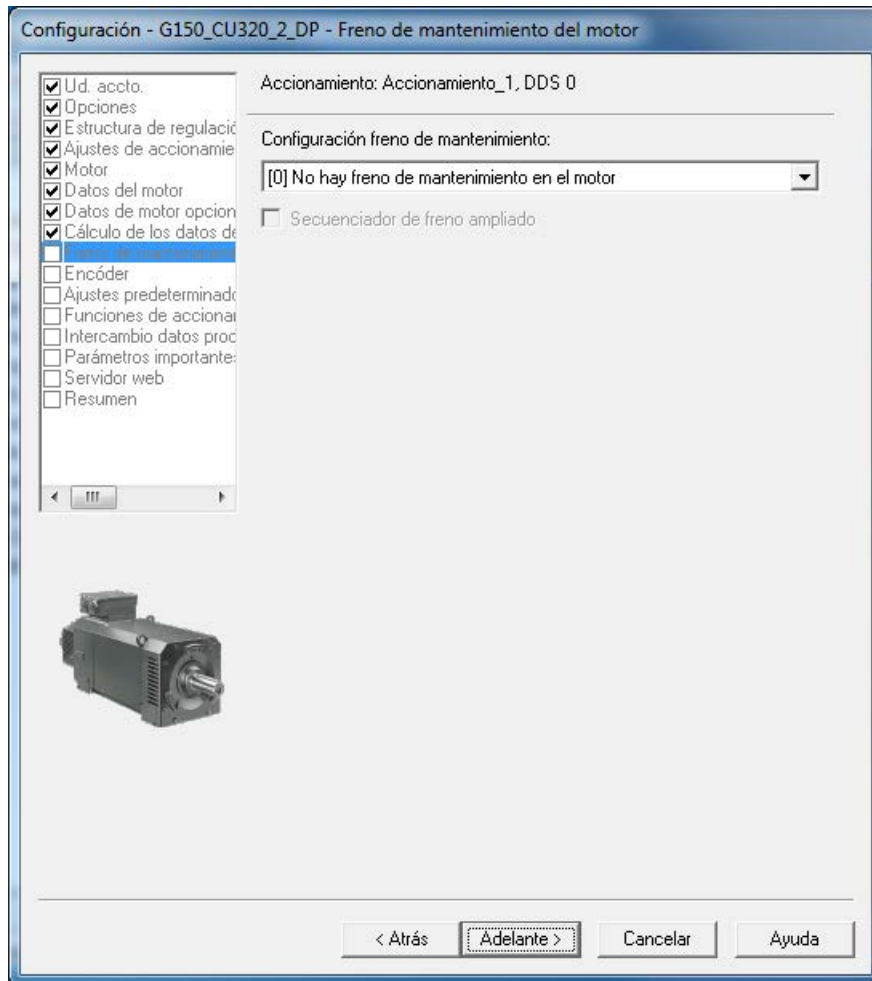 Configuración - G150_CU320_2_DP - Freno de mantenimiento del motor
Ud. accto.
Opciones
Estructura de regulació
Ajustes de accionamie
Motor
Datos del motor
Datos de motor opcion
Cálculo de los datos de
Encóder
Ajustes predeterminado
Funciones de accionar
Intercambio datos proc
Parámetros importantes
Servidor web
Resumen
Accionamiento: Accionamiento_1, DDS 0
Configuración freno de mantenimiento:
[0] No hay freno de mantenimiento en el motor
Secuenciador de freno ampliado
< Atrás
Adelante >
Cancelar
Ayuda